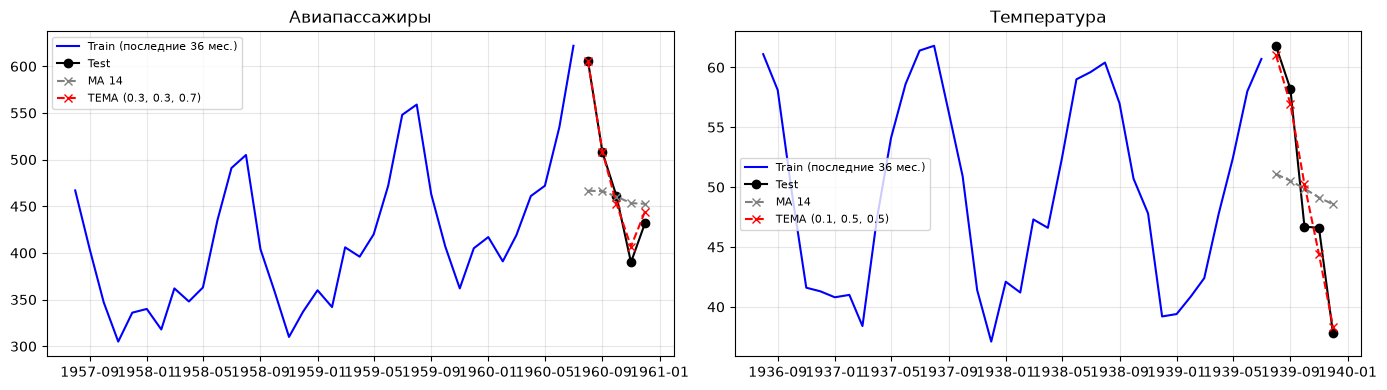 Авиапассажиры
Train (последние 36 мес.)
Test
MA 14
TEMA (0.3, 0.3, 0.7)
600
550
500
450
400
350
300
1957-09 1958-01 1958-05 1958-09 1959-01 1959-05 1959-09 1960-01 1960-05 1960-09 1961-01
Температура
Train (последние 36 мес.)
Test
MA 14
TEMA (0.1, 0.5, 0.5)
60
55
50
45
40
1936-09 1937-01 1937-05 1937-09 1938-01 1938-05 1938-09 1939-01 1939-05 1939-09 1940-01